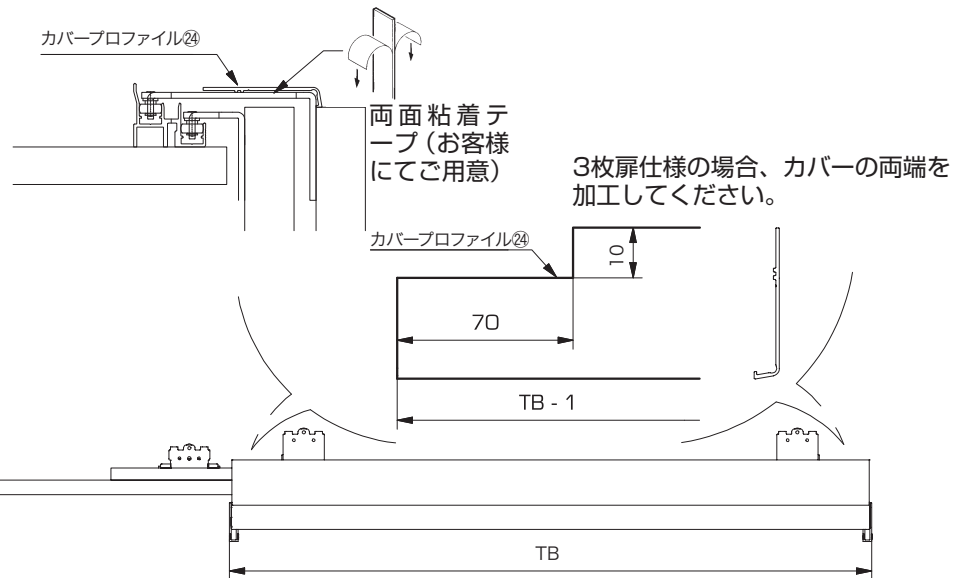 カバープロファイル㉔
両面粘着テ
ープ（お客様
にてご用意）
3枚扉仕様の場合、カバーの両端を
加工してください。
カバープロファイル㉔
10
70
TB - 1
TB